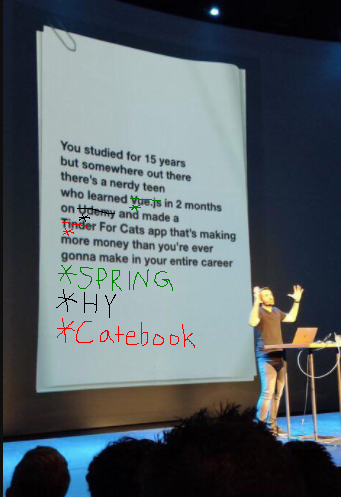 You studied for 15 years
but somewhere out there
there's a nerdy teen
who learned Vue.js in 2 months
on Udemy and made a
Tinder For Cats app that's making
more money than you're ever
gonna make in your entire career
*SPRING
*HY
*Catebook